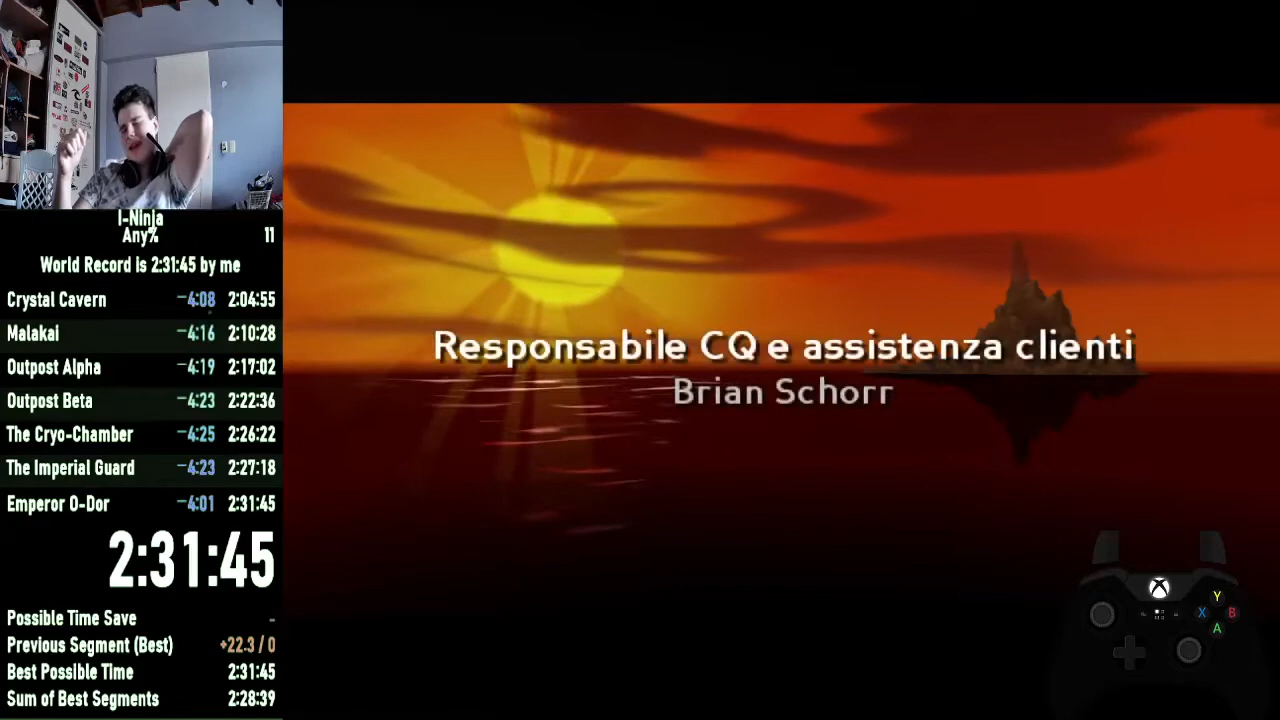 I-Ninja
Any%
11
World Record is 2:31:45 by me
Crystal Cavern −4:08 2:04:55
Malakai −4:16 2:10:28
Outpost Alpha −4:19 2:17:02
Outpost Beta −4:23 2:22:36
The Cryo-Chamber −4:25 2:26:22
The Imperial Guard −4:23 2:27:18
Emperor O-Dor −4:01 2:31:45
2:31:45
Possible Time Save -
Previous Segment (Best) +22.3 / 0
Best Possible Time 2:31:45
Sum of Best Segments 2:28:39
Responsabile CQ e assistenza clienti
Brian Schorr
Y
X B
A